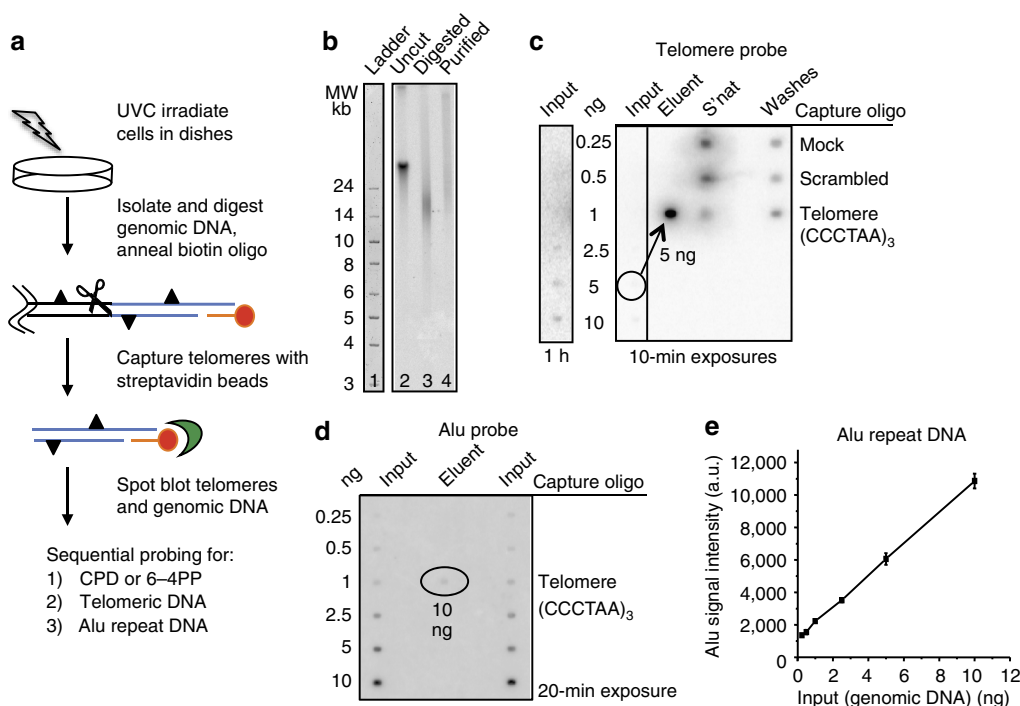 a
UVC irradiate
cells in dishes
Isolate and digest
genomic DNA,
anneal biotin oligo
Capture telomeres with
streptavidin beads
Spot blot telomeres
and genomic DNA
Sequential probing for:
1) CPD or 6–4PP
2) Telomeric DNA
3) Alu repeat DNA
b
Ladder
Uncut
Digested
Purified
MW
kb
24
14
10
8
6
5
4
3
1 2 3 4
c
Telomere probe
Input
ng
Input
Eluent
S'nat
Washes
Capture oligo
0.25
0.5
1
2.5
5
10
Mock
Scrambled
Telomere
(CCCTAA)3
5 ng
1 h
10-min exposures
d
Alu probe
ng
Input
Eluent
Input
Capture oligo
0.25
0.5
1
2.5
5
10
10
ng
Telomere
(CCCTAA)3
20-min exposure
e
Alu repeat DNA
Alu signal intensity (a.u.)
12,000
10,000
8,000
6,000
4,000
2,000
0
0 2 4 6 8 10 12
Input (genomic DNA) (ng)